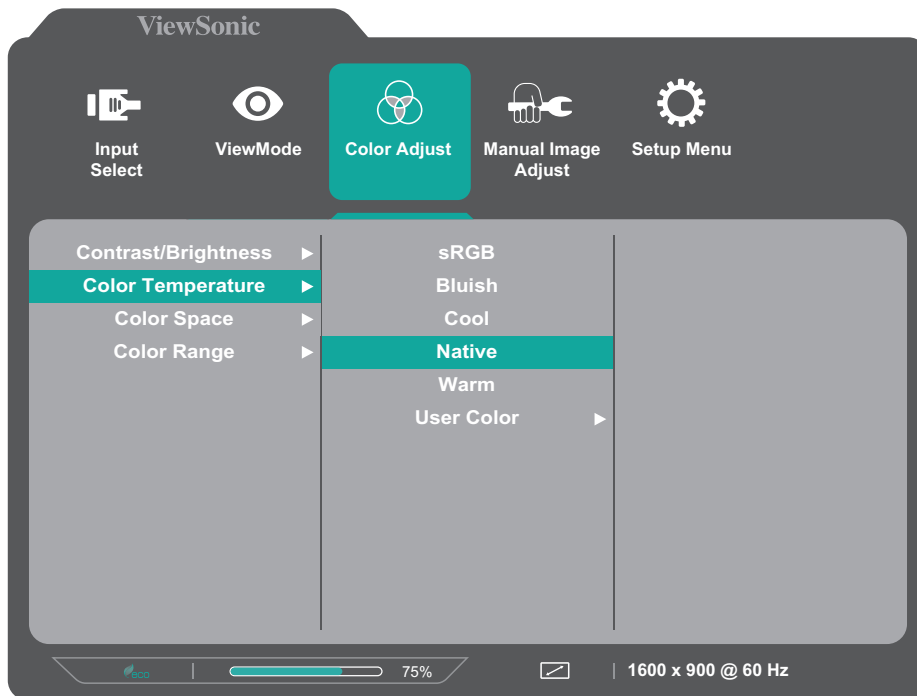 ViewSonic
Input
Select
ViewMode
Color Adjust
Manual Image
Adjust
Setup Menu
Contrast/Brightness
Color Temperature
Color Space
Color Range
sRGB
Bluish
Cool
Native
Warm
User Color
eco
75%
1600 x 900 @ 60 Hz